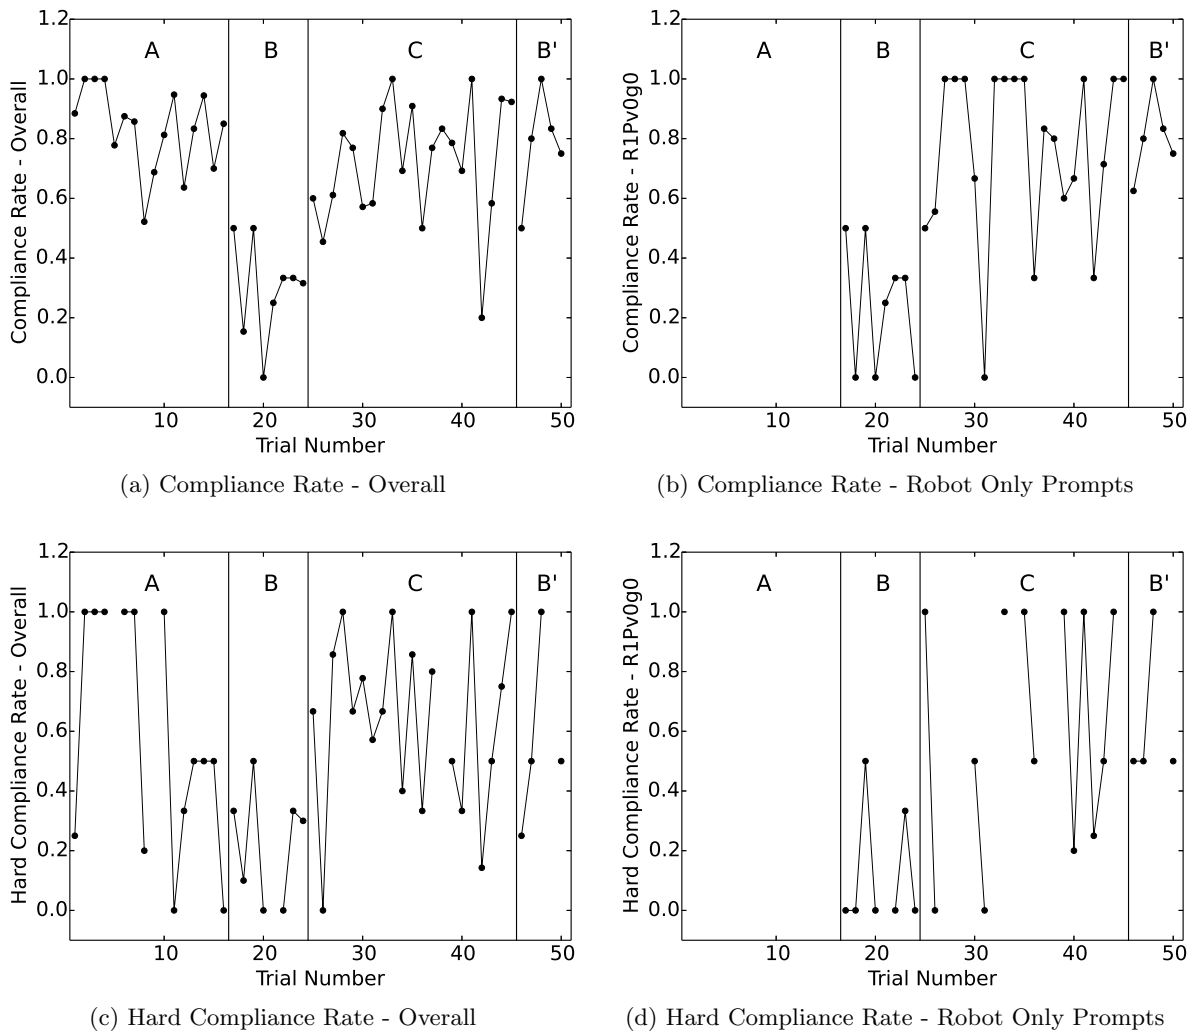 1.2
1.0
0.8
0.6
0.4
0.2
0.0
Compliance Rate - Overall
A B C B'
10 20 30 40 50
Trial Number
(a) Compliance Rate - Overall
1.2
1.0
0.8
0.6
0.4
0.2
0.0
Compliance Rate - R1Pv0g0
A B C B'
10 20 30 40 50
Trial Number
(b) Compliance Rate - Robot Only Prompts
1.2
1.0
0.8
0.6
0.4
0.2
0.0
Hard Compliance Rate - Overall
A B C B'
10 20 30 40 50
Trial Number
(c) Hard Compliance Rate - Overall
1.2
1.0
0.8
0.6
0.4
0.2
0.0
Hard Compliance Rate - R1Pv0g0
A B C B'
10 20 30 40 50
Trial Number
(d) Hard Compliance Rate - Robot Only Prompts